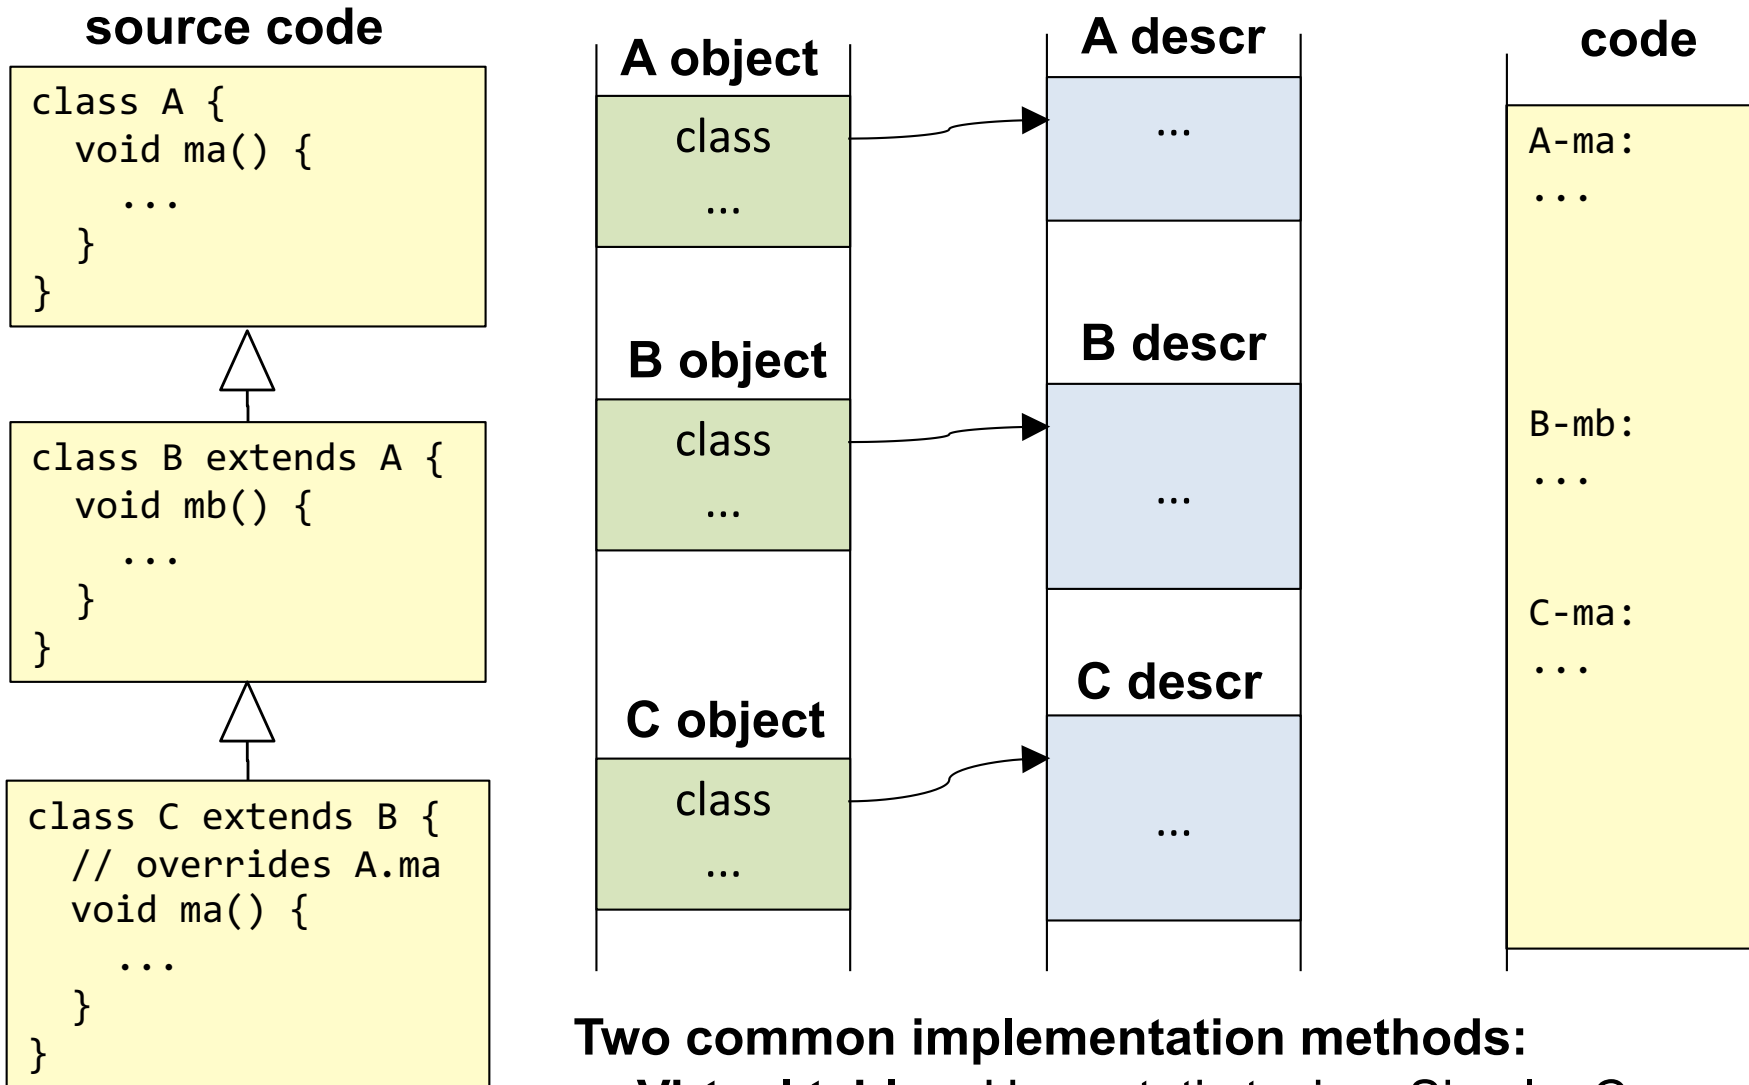 source code
class A {
void ma() {
...
}
}
class B extends A {
void mb() {
...
}
}
class C extends B {
// overrides A.ma
void ma() {
...
}
}
A object
class
...
B object
class
...
C object
class
...
A descr
...
B descr
...
C descr
...
code
A-ma:
...
B-mb:
...
C-ma:
...
Two common implementation methods: